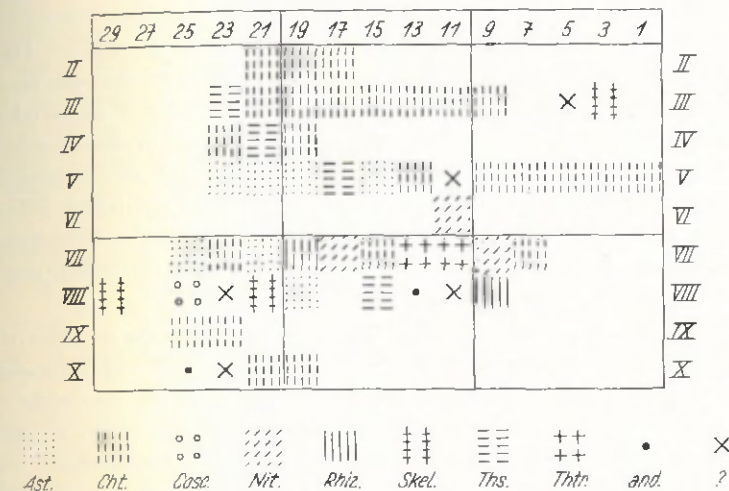 29 27 25 23 21 19 17 15 13 11 9 7 5 3 1
II II
III III
IV IV
V V
VI VI
VII VII
VIII VIII
IX IX
X X
Ast. Cht. Cosc. Nit. Rhiz. Skel. Ths. Thtr. and. ?